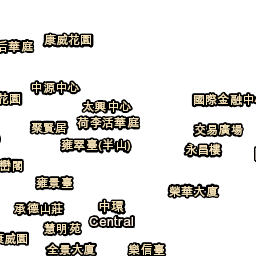 康威花園
后華庭
中源中心
花園
太興中心
國際金融中心
聚賢居
荷李活華庭
交易廣場
雍翠臺(半山)
永昌樓
巒閣
雍景臺
榮華大廈
承德山莊
中環
Central
慧明苑
威園
全景大廈
樂信臺